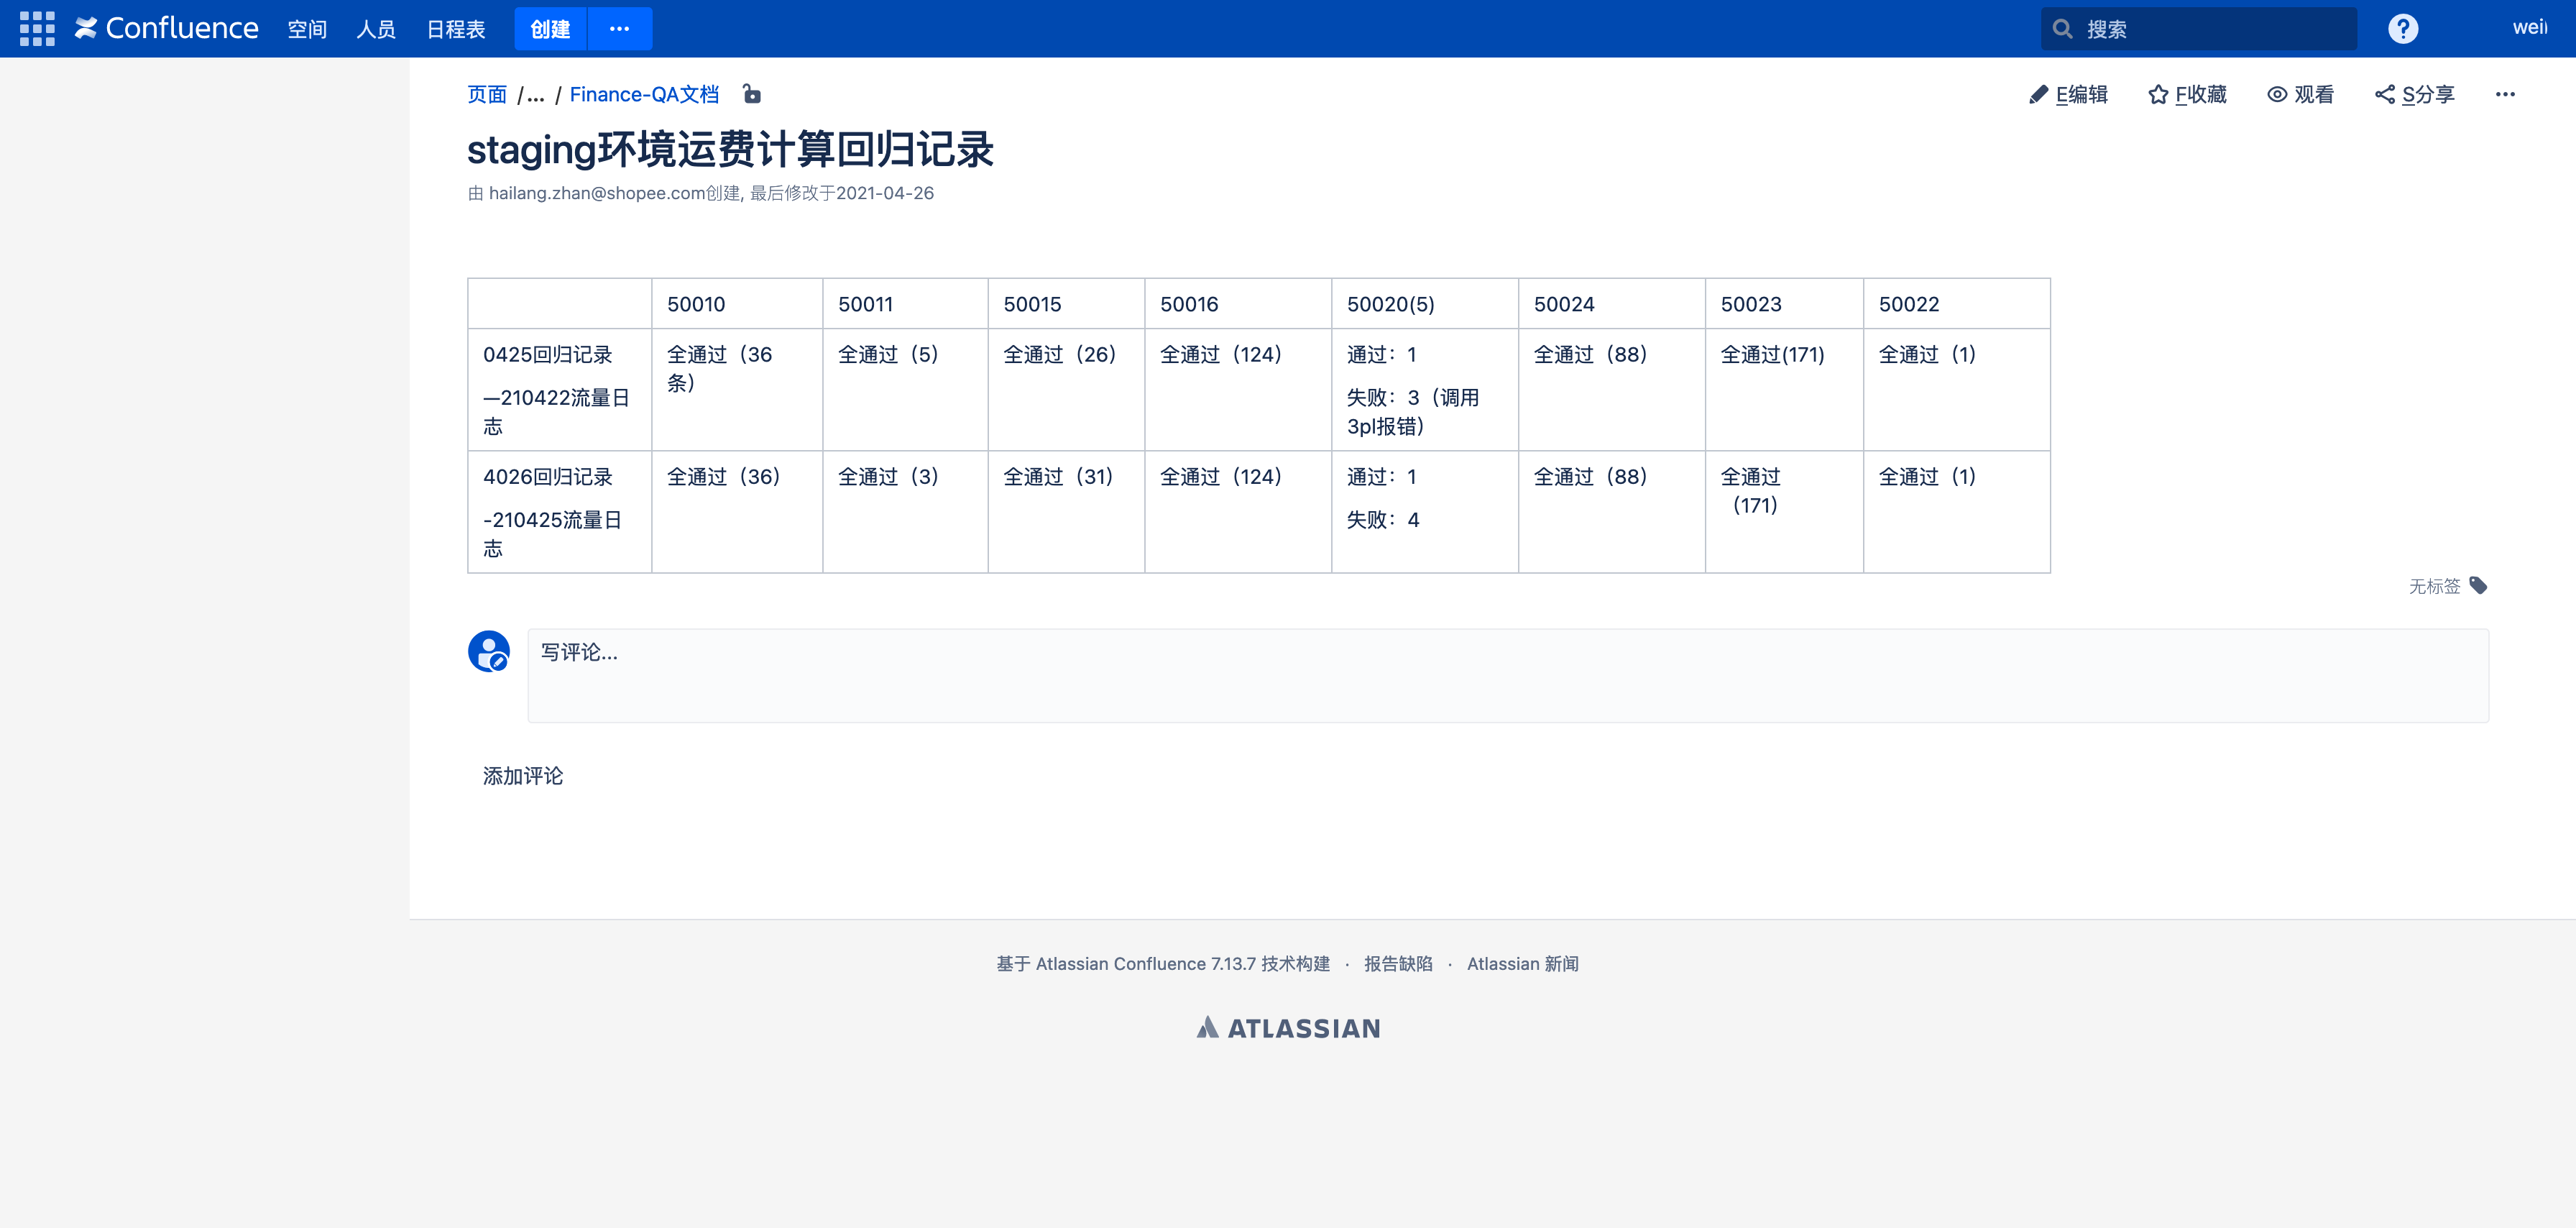 Confluence 空间 人员 日程表 创建 ··· 搜索 weil
页面 /... / Finance-QA文档 E编辑 F收藏 观看 S分享 ···
staging环境运费计算回归记录
由 hailang.zhan@shopee.com创建, 最后修改于2021-04-26
50010 50011 50015 50016 50020(5) 50024 50023 50022
0425回归记录
—210422流量日
志
全通过（36
条）
全通过（5）
全通过（26）
全通过（124）
通过：1
失败：3（调用
3pl报错）
全通过（88）
全通过(171)
全通过（1）
4026回归记录
-210425流量日
志
全通过（36）
全通过（3）
全通过（31）
全通过（124）
通过：1
失败：4
全通过（88）
全通过
（171）
全通过（1）
无标签
写评论...
添加评论
基于 Atlassian Confluence 7.13.7 技术构建 · 报告缺陷 · Atlassian 新闻
ATLASSIAN